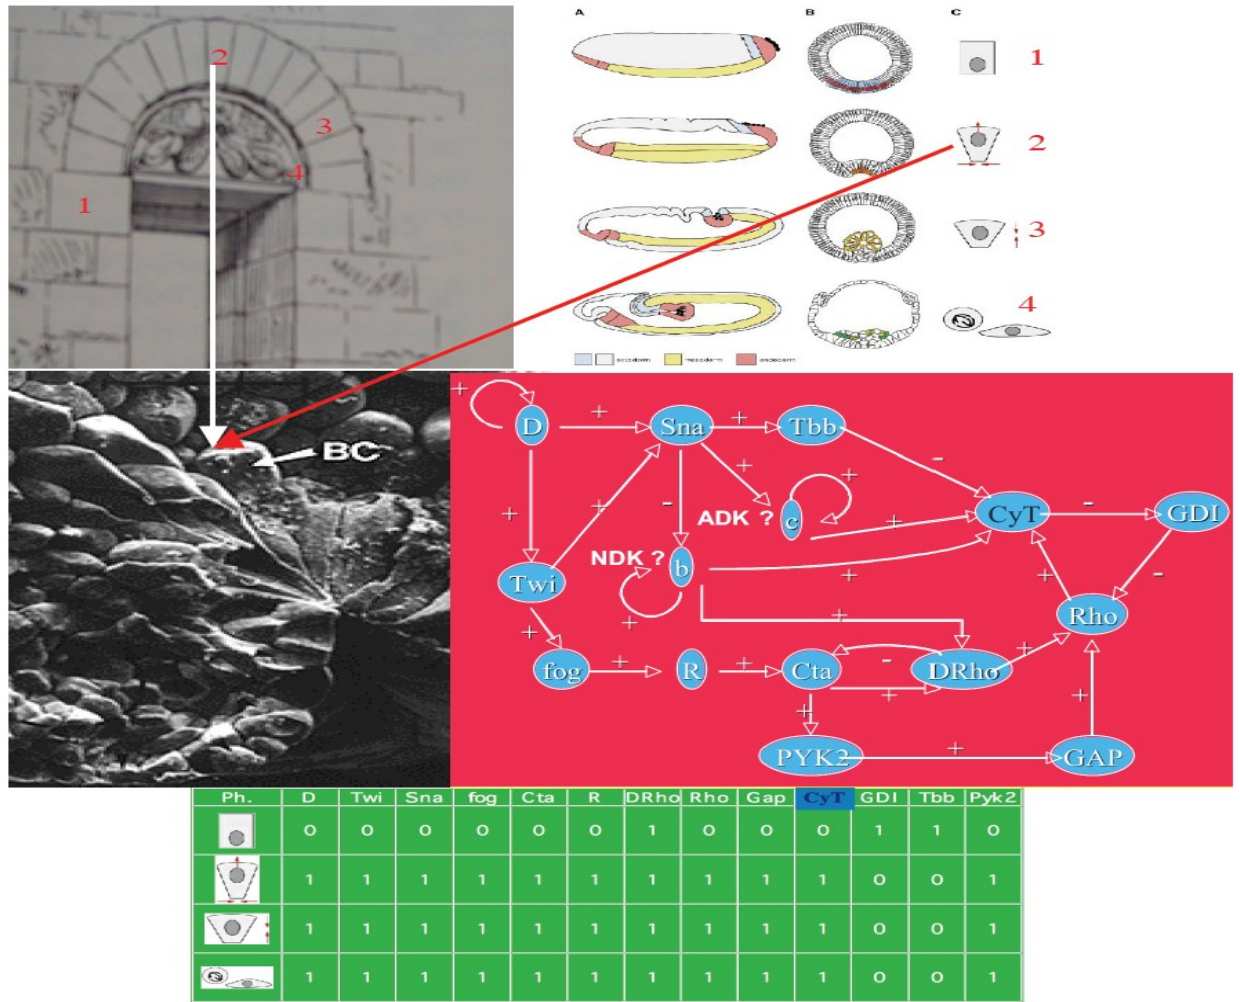 2
3
4
1
A B C
1
2
3
4
ectoderm mesoderm endoderm
BC
+
D + Sna + Tbb
-
+ + - + +
ADK ? c + CyT - GDI
NDK ? b
Twi + + + -
+ + Rho
+
fog + R + Cta - DRho +
+
+ +
PYK2 + GAP
Ph. D Twi Sna fog Cta R DRho Rho Gap CyT GDI Tbb Pyk2
0 0 0 0 0 0 1 0 0 0 1 1 0
1 1 1 1 1 1 1 1 1 1 0 0 1
1 1 1 1 1 1 1 1 1 1 0 0 1
1 1 1 1 1 1 1 1 1 1 0 0 1